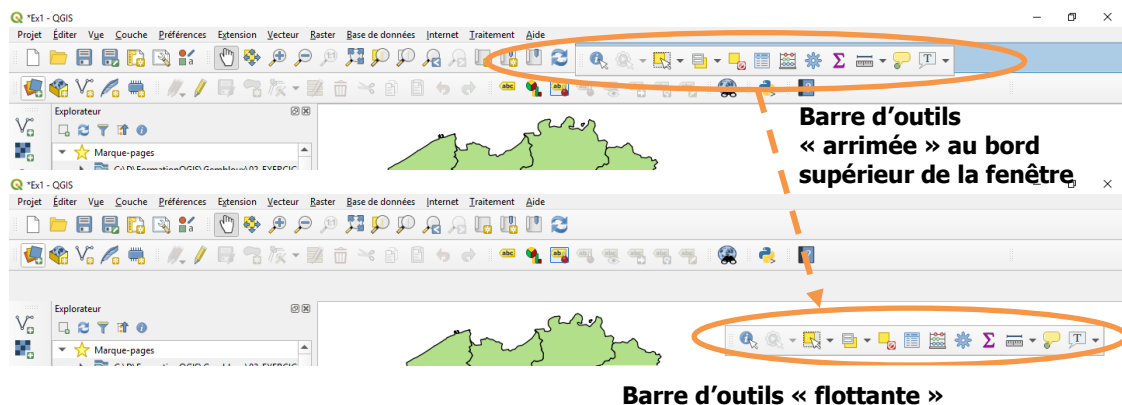 *Ex1 - QGIS
Projet Éditer Vue Couche Préférences Extension Vecteur Raster Base de données Internet Traitement Aide
Barre d’outils
« arrimée » au bord
supérieur de la fenêtre
Explorateur
Marque-pages
*Ex1 - QGIS
Projet Éditer Vue Couche Préférences Extension Vecteur Raster Base de données Internet Traitement Aide
Explorateur
Marque-pages
Barre d’outils « flottante »